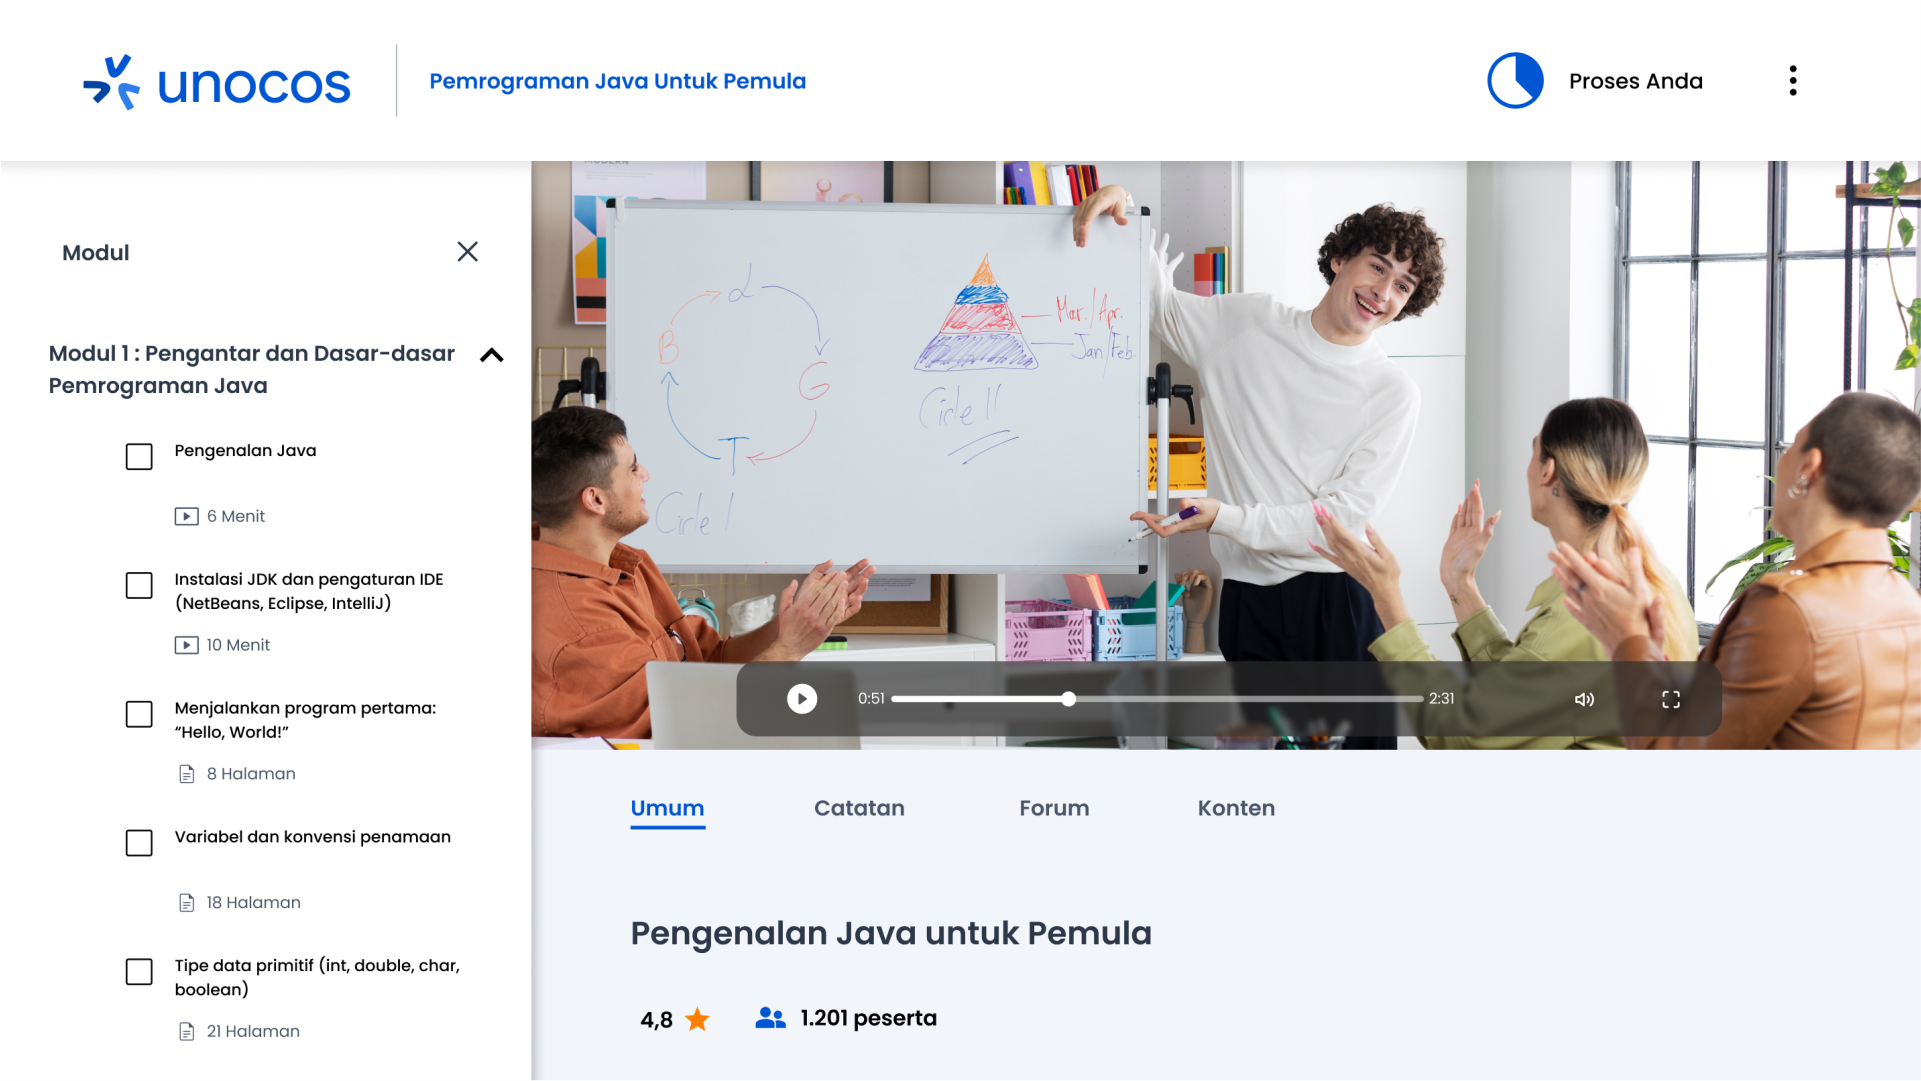 unocos
Pemrograman Java Untuk Pemula
Proses Anda
Modul
Modul 1 : Pengantar dan Dasar-dasar
Pemrograman Java
Pengenalan Java
6 Menit
Instalasi JDK dan pengaturan IDE
(NetBeans, Eclipse, IntelliJ)
10 Menit
Menjalankan program pertama:
“Hello, World!”
8 Halaman
Variabel dan konvensi penamaan
18 Halaman
Tipe data primitif (int, double, char,
boolean)
21 Halaman
MODERN
B
G
T
Mar./Apr.
Jan/Feb.
Circle II
Circle I
0:51
2:31
Umum
Catatan
Forum
Konten
Pengenalan Java untuk Pemula
4,8
1.201 peserta